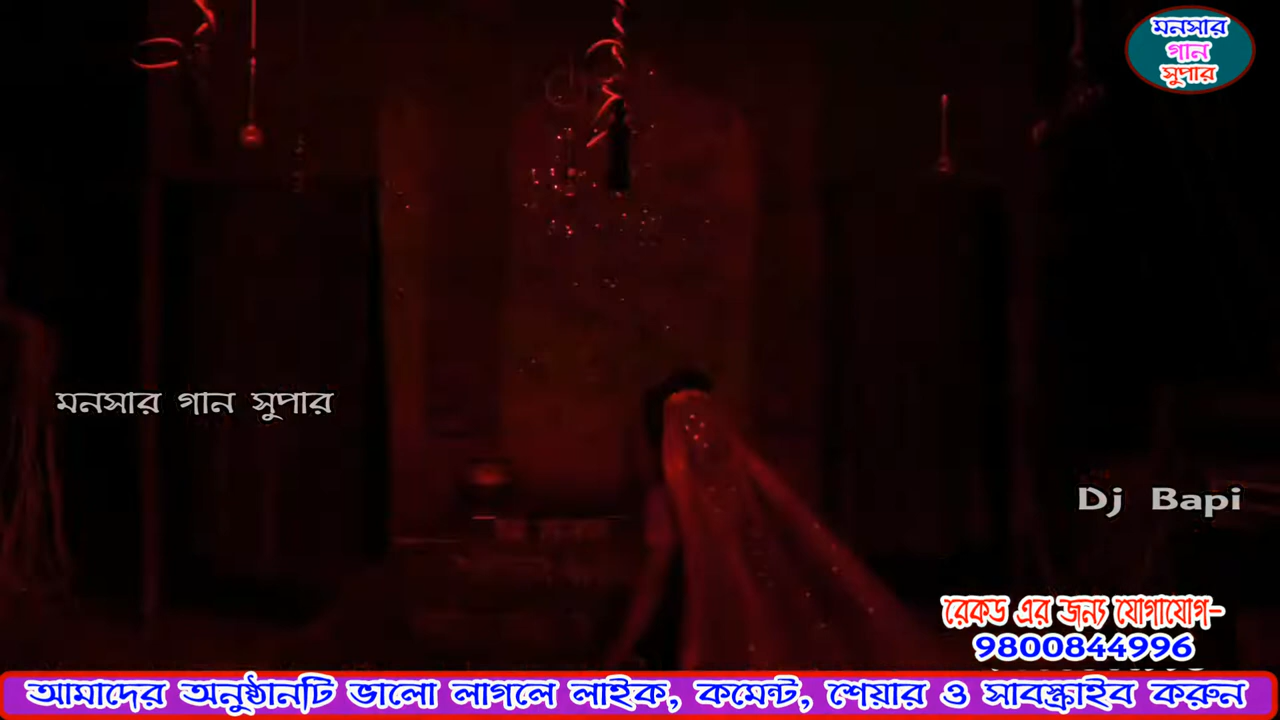 মনসার
গান
সুপার
মনসার গান সুপার
Dj Bapi
রেকড এর জন্য যোগাযোগ-
9800844996
আমাদের অনুষ্ঠানটি ভালো লাগলে লাইক, কমেন্ট, শেয়ার ও সাবস্ক্রাইব করুন